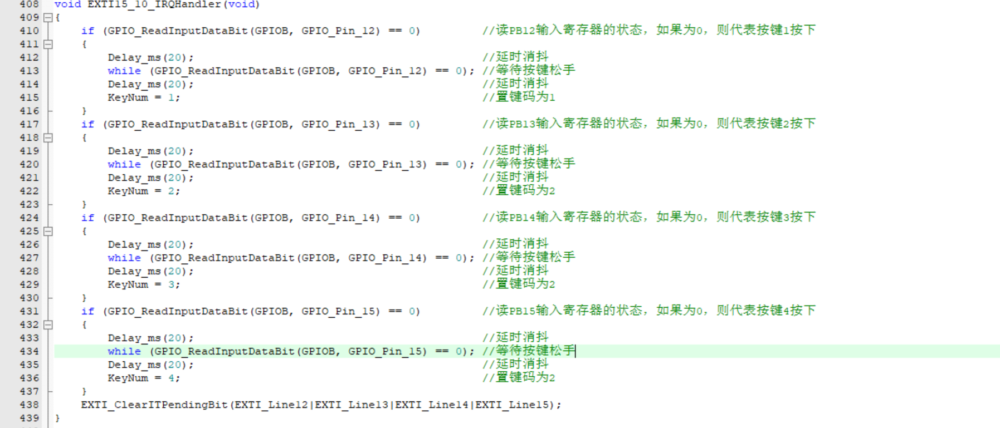 408 void EXTI15_10_IRQHandler(void)
409 {
410 if (GPIO_ReadInputDataBit(GPIOB, GPIO_Pin_12) == 0) //读PB12输入寄存器的状态，如果为0，则代表按键1按下
411 {
412 Delay_ms(20); //延时消抖
413 while (GPIO_ReadInputDataBit(GPIOB, GPIO_Pin_12) == 0); //等待按键松手
414 Delay_ms(20); //延时消抖
415 KeyNum = 1; //置键码为1
416 }
417 if (GPIO_ReadInputDataBit(GPIOB, GPIO_Pin_13) == 0) //读PB13输入寄存器的状态，如果为0，则代表按键2按下
418 {
419 Delay_ms(20); //延时消抖
420 while (GPIO_ReadInputDataBit(GPIOB, GPIO_Pin_13) == 0); //等待按键松手
421 Delay_ms(20); //延时消抖
422 KeyNum = 2; //置键码为2
423 }
424 if (GPIO_ReadInputDataBit(GPIOB, GPIO_Pin_14) == 0) //读PB14输入寄存器的状态，如果为0，则代表按键3按下
425 {
426 Delay_ms(20); //延时消抖
427 while (GPIO_ReadInputDataBit(GPIOB, GPIO_Pin_14) == 0); //等待按键松手
428 Delay_ms(20); //延时消抖
429 KeyNum = 3; //置键码为2
430 }
431 if (GPIO_ReadInputDataBit(GPIOB, GPIO_Pin_15) == 0) //读PB15输入寄存器的状态，如果为0，则代表按键4按下
432 {
433 Delay_ms(20); //延时消抖
434 while (GPIO_ReadInputDataBit(GPIOB, GPIO_Pin_15) == 0); //等待按键松手
435 Delay_ms(20); //延时消抖
436 KeyNum = 4; //置键码为2
437 }
438 EXTI_ClearITPendingBit(EXTI_Line12|EXTI_Line13|EXTI_Line14|EXTI_Line15);
439 }